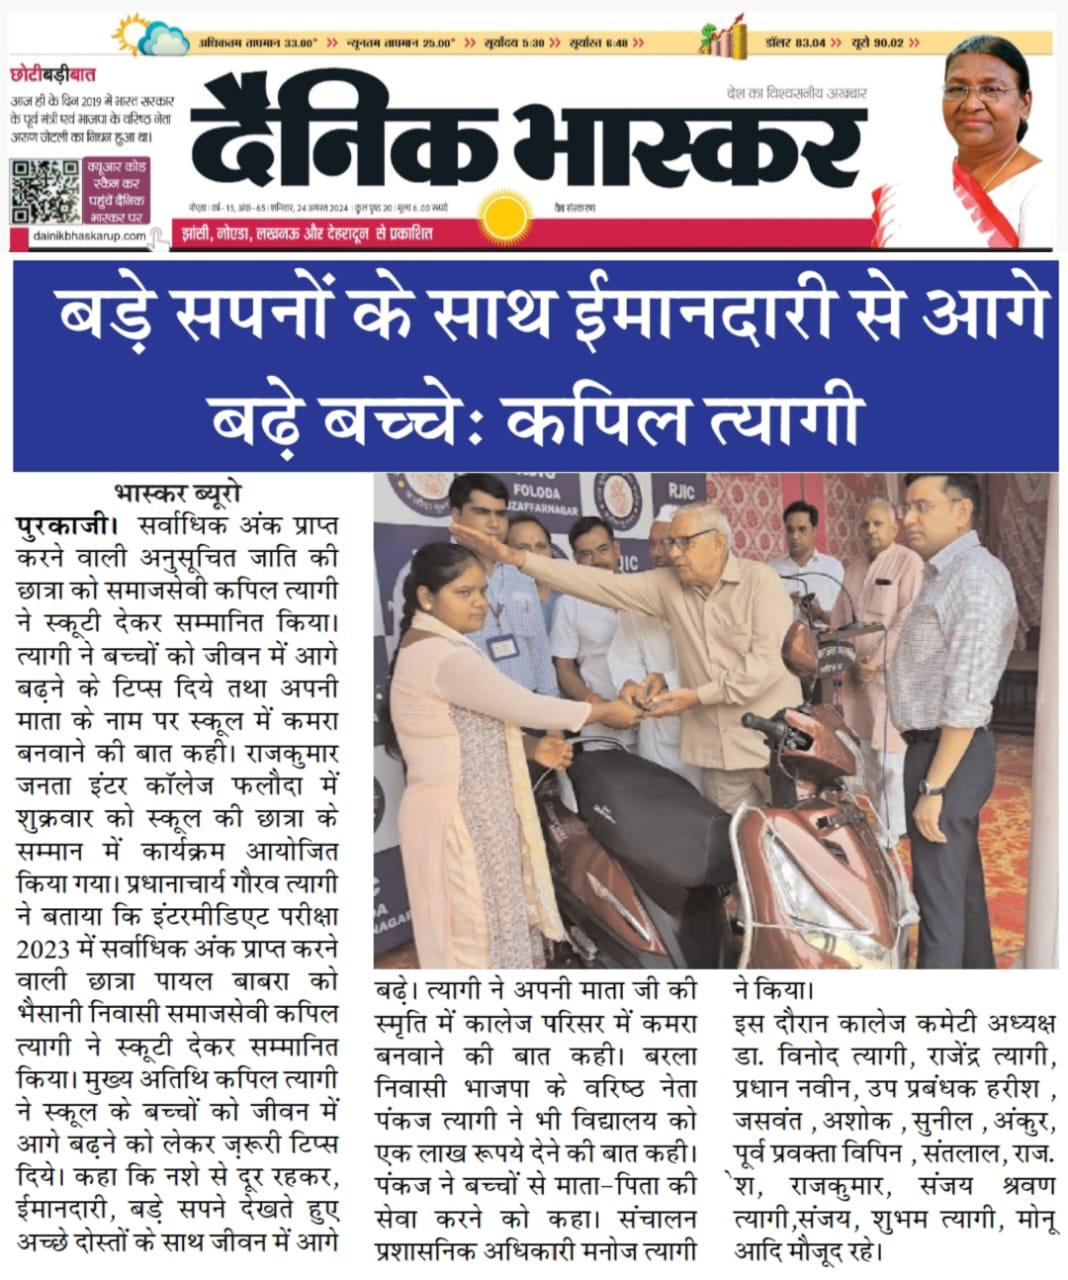 अधिकतम तापमान 33.00° >> न्यूनतम तापमान 25.00° >> सूर्योदय 5:30 >> सूर्यास्त 6:48 >>
डॉलर 83.04 >> यूरो 90.02 >>
छोटीबड़ीबात
आज ही के दिन 2019 में भारत सरकार
के पूर्व मंत्री एवं भाजपा के वरिष्ठ नेता
अरुण जेटली का निधन हुआ था।
क्यूआर कोड
स्कैन कर
पहुंचें दैनिक
भास्कर पर
dainikbhaskarup.com
देश का विश्वसनीय अखबार
दैनिक भास्कर
नोएडा। वर्ष-15, अंक-65। शनिवार, 24 अगस्त 2024 । कुल पृष्ठ 20। मूल्य 6.00 रूपये
वैब संस्करण
झांसी, नोएडा, लखनऊ और देहरादून से प्रकाशित
बड़े सपनों के साथ ईमानदारी से आगे
बढ़े बच्चे: कपिल त्यागी
भास्कर ब्यूरो
पुरकाजी। सर्वाधिक अंक प्राप्त
करने वाली अनुसूचित जाति की
छात्रा को समाजसेवी कपिल त्यागी
ने स्कूटी देकर सम्मानित किया।
त्यागी ने बच्चों को जीवन में आगे
बढ़ने के टिप्स दिये तथा अपनी
माता के नाम पर स्कूल में कमरा
बनवाने की बात कही। राजकुमार
जनता इंटर कॉलेज फलौदा में
शुक्रवार को स्कूल की छात्रा के
सम्मान में कार्यक्रम आयोजित
किया गया। प्रधानाचार्य गौरव त्यागी
ने बताया कि इंटरमीडिएट परीक्षा
2023 में सर्वाधिक अंक प्राप्त करने
वाली छात्रा पायल बाबरा को
भैसानी निवासी समाजसेवी कपिल
त्यागी ने स्कूटी देकर सम्मानित
किया। मुख्य अतिथि कपिल त्यागी
ने स्कूल के बच्चों को जीवन में
आगे बढ़ने को लेकर ज़रूरी टिप्स
दिये। कहा कि नशे से दूर रहकर,
ईमानदारी, बड़े सपने देखते हुए
अच्छे दोस्तों के साथ जीवन में आगे
FOLODA
RJIC
बढ़े। त्यागी ने अपनी माता जी की
स्मृति में कालेज परिसर में कमरा
बनवाने की बात कही। बरला
निवासी भाजपा के वरिष्ठ नेता
पंकज त्यागी ने भी विद्यालय को
एक लाख रूपये देने की बात कही।
पंकज ने बच्चों से माता-पिता की
सेवा करने को कहा। संचालन
प्रशासनिक अधिकारी मनोज त्यागी
ने किया।
इस दौरान कालेज कमेटी अध्यक्ष
डा. विनोद त्यागी, राजेंद्र त्यागी,
प्रधान नवीन, उप प्रबंधक हरीश ,
जसवंत , अशोक , सुनील , अंकुर,
पूर्व प्रवक्ता विपिन , संतलाल, राज.
ेश, राजकुमार, संजय श्रवण
त्यागी,संजय, शुभम त्यागी, मोनू
आदि मौजूद रहे।